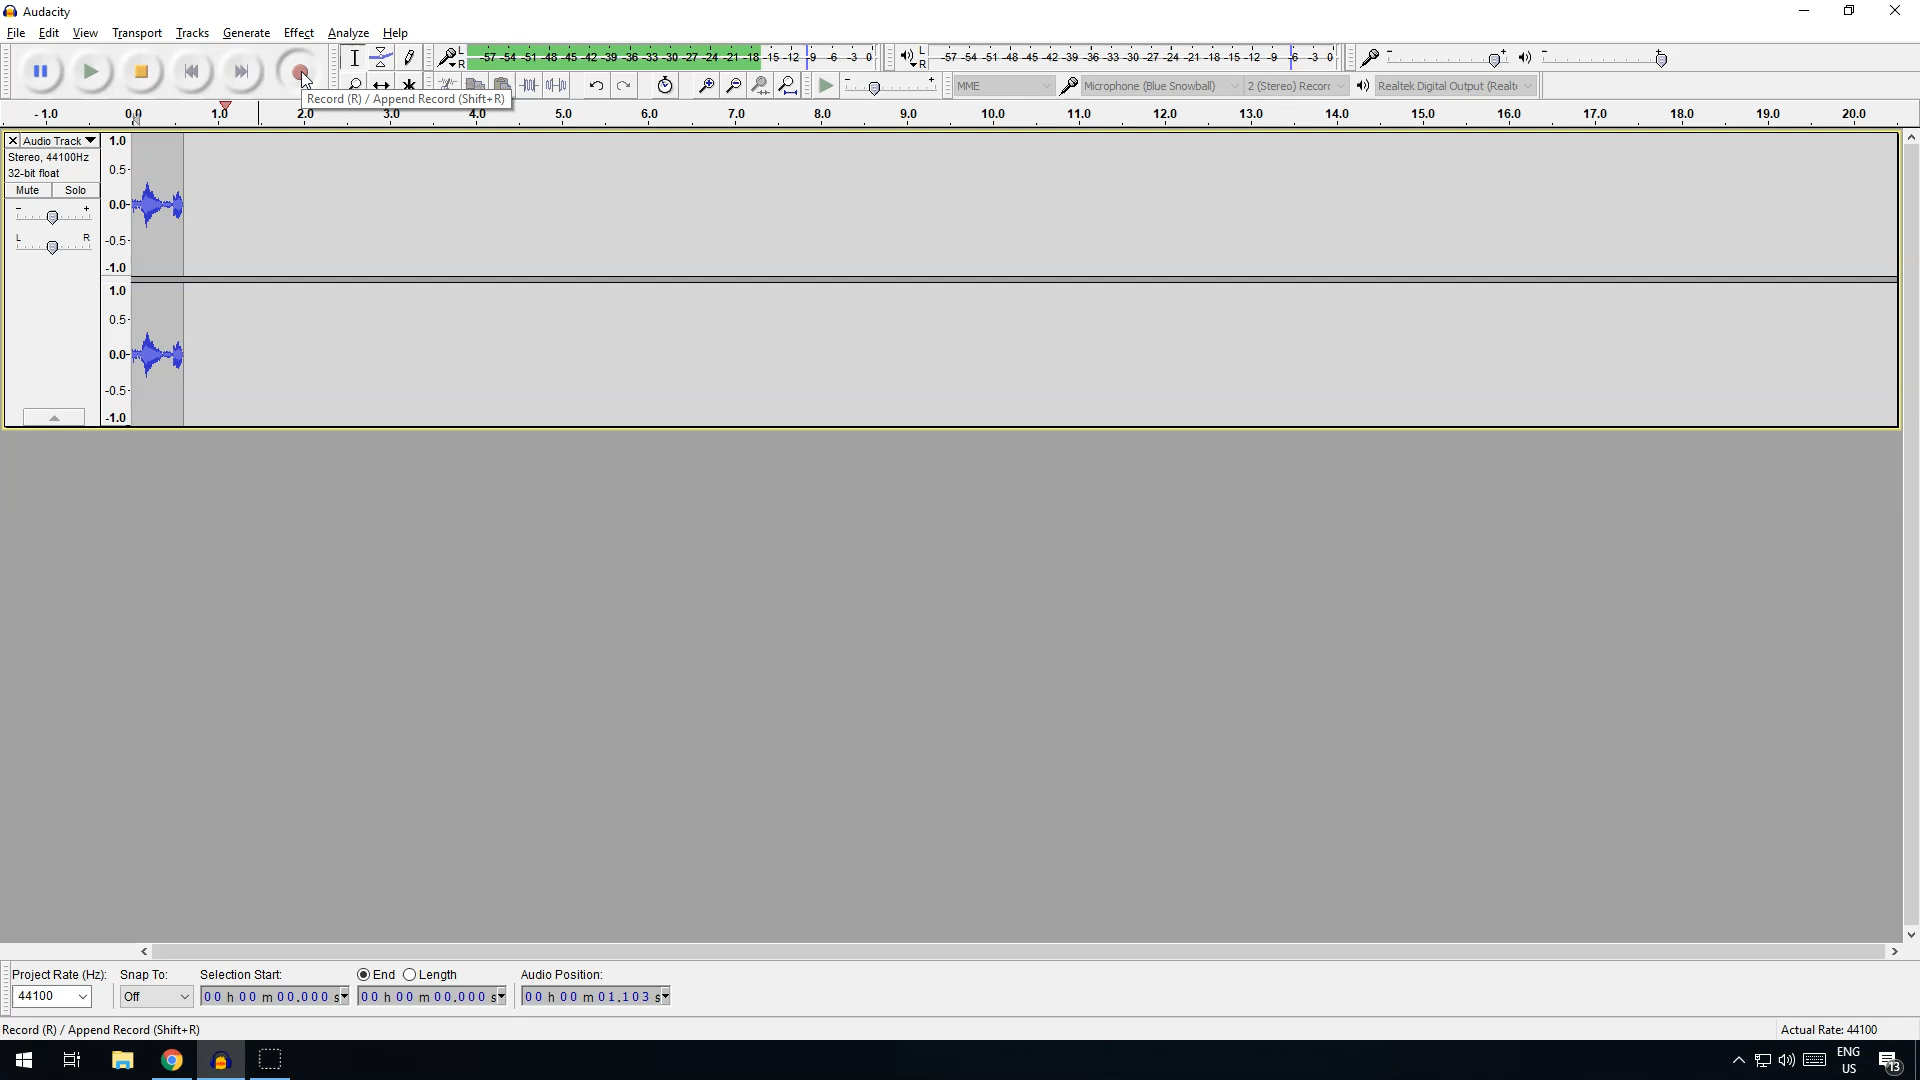 Audacity
File Edit View Transport Tracks Generate Effect Analyze Help
L R -57 -54 -51 -48 -45 -42 -39 -36 -33 -30 -27 -24 -21 -18 -15 -12 -9 -6 -3 0
L R -57 -54 -51 -48 -45 -42 -39 -36 -33 -30 -27 -24 -21 -18 -15 -12 -9 -6 -3 0
- + - +
- + MME Microphone (Blue Snowball) 2 (Stereo) Recorc Realtek Digital Output (Realt
Record (R) / Append Record (Shift+R)
- 1.0 0.0 1.0 2.0 3.0 4.0 5.0 6.0 7.0 8.0 9.0 10.0 11.0 12.0 13.0 14.0 15.0 16.0 17.0 18.0 19.0 20.0
Audio Track
Stereo, 44100Hz
32-bit float
Mute Solo
- +
L R
1.0
0.5
0.0
-0.5
-1.0
1.0
0.5
0.0
-0.5
-1.0
Project Rate (Hz): Snap To: Selection Start: End Length Audio Position:
44100 Off 00 h 00 m 00.000 s 00 h 00 m 00.000 s 00 h 00 m 01.103 s
Record (R) / Append Record (Shift+R) Actual Rate: 44100
ENG
US
13